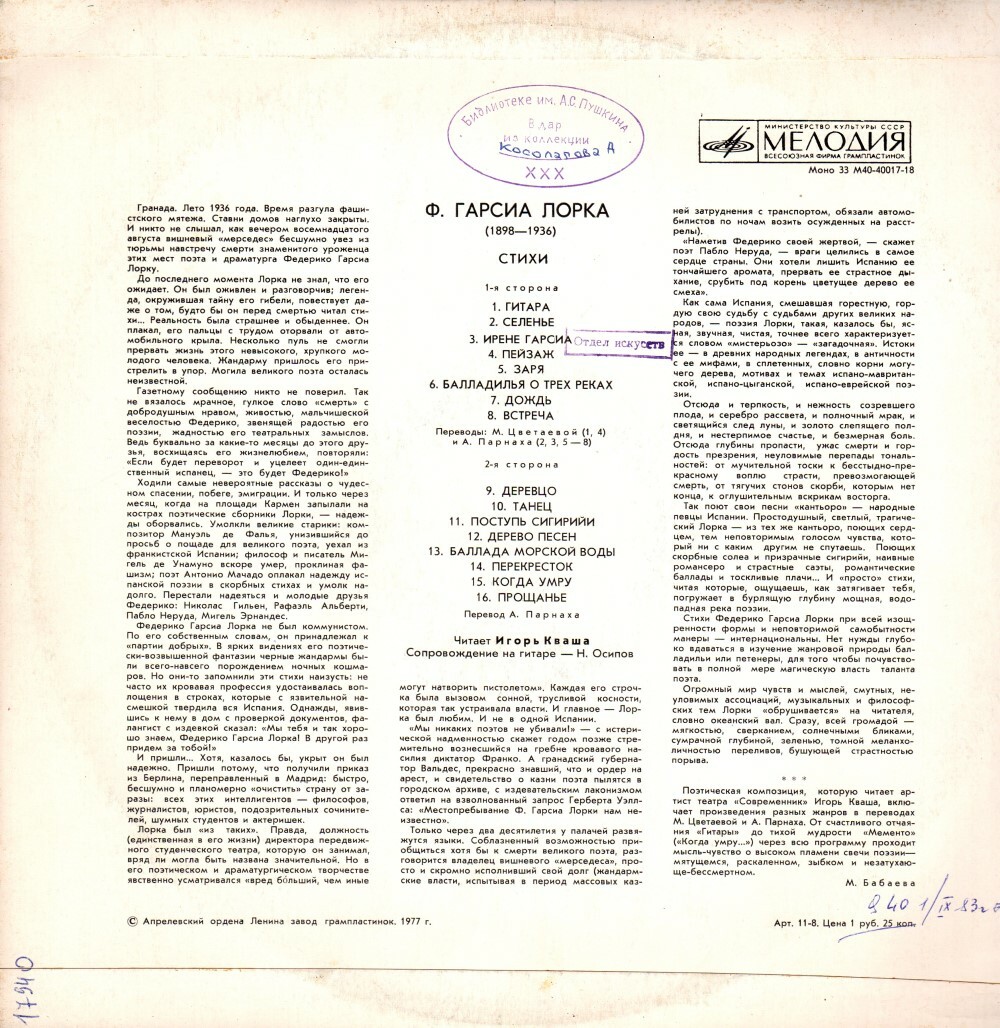 Библиотеке им. А.С. Пушкина
В дар
из коллекции
Косолапова А
XXX
МИНИСТЕРСТВО КУЛЬТУРЫ СССР
МЕЛОДИЯ
ВСЕСОЮЗНАЯ ФИРМА ГРАМПЛАСТИНОК
Моно 33 М40-40017-18
Гранада. Лето 1936 года. Время разгула фаши-
стского мятежа. Ставни домов наглухо закрыты.
И никто не слышал, как вечером восемнадцатого
августа вишневый «мерседес» бесшумно увез из
тюрьмы навстречу смерти знаменитого уроженца
этих мест поэта и драматурга Федерико Гарсиа
Лорку.
До последнего момента Лорка не знал, что его
ожидает. Он был оживлен и разговорчив; леген-
да, окружившая тайну его гибели, повествует да-
же о том, будто бы он перед смертью читал сти-
хи... Реальность была страшнее и обыденнее. Он
плакал, его пальцы с трудом оторвали от авто-
мобильного крыла. Несколько пуль не смогли
прервать жизнь этого невысокого, хрупкого мо-
лодого человека. Жандарму пришлось его при-
стрелить в упор. Могила великого поэта осталась
неизвестной.
Газетному сообщению никто не поверил. Так
не вязалось мрачное, гулкое слово «смерть» с
добродушным нравом, живостью, мальчишеской
веселостью Федерико, звенящей радостью его
поэзии, жадностью его театральных замыслов.
Ведь буквально за какие-то месяцы до этого дру-
зья, восхищаясь его жизнелюбием, повторяли:
«Если будет переворот и уцелеет один-един-
ственный испанец, — это будет Федерико!»
Ходили самые невероятные рассказы о чудес-
ном спасении, побеге, эмиграции. И только через
месяц, когда на площади Кармен запылали на
кострах поэтические сборники Лорки, — надеж-
ды оборвались. Умолкли великие старики: ком-
позитор Мануэль де Фалья, унизившийся до
просьб о пощаде для великого поэта, уехал из
франкистской Испании; философ и писатель Ми-
гель де Унамуно вскоре умер, проклиная фа-
шизм; поэт Антонио Мачадо оплакал надежду ис-
панской поэзии в скорбных стихах и умолк на-
долго. Перестали надеяться и молодые друзья
Федерико: Николас Гильен, Рафаэль Альберти,
Пабло Неруда, Мигель Эрнандес.
Федерико Гарсиа Лорка не был коммунистом.
По его собственным словам, он принадлежал к
«партии добрых». В ярких видениях его поэтиче-
ски-возвышенной фантазии черные жандармы бы-
ли всего-навсего порождением ночных кошма-
ров. Но они-то запомнили эти стихи наизусть: не
часто их кровавая профессия удостаивалась воп-
лощения в строках, которые с язвительной на-
смешкой твердила вся Испания. Однажды, явив-
шись к нему в дом с проверкой документов, фа-
лангист с издевкой сказал: «Мы тебя и так хоро-
шо знаем, Федерико Гарсиа Лорка! В другой раз
придем за тобой!»
И пришли... Хотя, казалось бы, укрыт он был
надежно. Пришли потому, что получили приказ
из Берлина, переправленный в Мадрид: быстро,
бесшумно и планомерно «очистить» страну от за-
разы: всех этих интеллигентов — философов,
журналистов, юристов, подозрительных сочините-
лей, шумных студентов и актеришек.
Лорка был «из таких». Правда, должность
(единственная в его жизни) директора передвиж-
ного студенческого театра, которую он занимал,
вряд ли могла быть названа значительной. Но в
его поэтическом и драматургическом творчестве
явственно усматривался «вред бо́льший, чем иные
Ф. ГАРСИА ЛОРКА
(1898—1936)
СТИХИ
1-я сторона
1. ГИТАРА
2. СЕЛЕНЬЕ
3. ИРЕНЕ ГАРСИА
4. ПЕЙЗАЖ
5. ЗАРЯ
6. БАЛЛАДИЛЬЯ О ТРЕХ РЕКАХ
7. ДОЖДЬ
8. ВСТРЕЧА
Переводы: М. Цветаевой (1, 4)
и А. Парнаха (2, 3, 5—8)
2-я сторона
9. ДЕРЕВЦО
10. ТАНЕЦ
11. ПОСТУПЬ СИГИРИЙИ
12. ДЕРЕВО ПЕСЕН
13. БАЛЛАДА МОРСКОЙ ВОДЫ
14. ПЕРЕКРЕСТОК
15. КОГДА УМРУ
16. ПРОЩАНЬЕ
Перевод А. Парнаха
Читает Игорь Кваша
Сопровождение на гитаре — Н. Осипов
Отдел искусств
могут натворить пистолетом». Каждая его строч-
ка была вызовом сонной, трусливой косности,
которая так устраивала власти. И главное — Лор-
ка был любим. И не в одной Испании.
«Мы никаких поэтов не убивали!» — с истери-
ческой надменностью скажет годом позже стре-
мительно вознесшийся на гребне кровавого на-
силия диктатор Франко. А гранадский губерна-
тор Вальдес, прекрасно знавший, что и ордер на
арест, и свидетельство о казни поэта пылятся в
городском архиве, с издевательским лаконизмом
ответил на взволнованный запрос Герберта Уэлл-
са: «Местопребывание Ф. Гарсиа Лорки нам не-
известно».
Только через два десятилетия у палачей развя-
жутся языки. Соблазненный возможностью при-
общиться хотя бы к смерти великого поэта, раз-
говорится владелец вишневого «мерседеса», про-
сто и скромно исполнивший свой долг (жандарм-
ские власти, испытывая в период массовых каз-
ней затруднения с транспортом, обязали автомо-
билистов по ночам возить осужденных на расст-
релы).
«Наметив Федерико своей жертвой, — скажет
поэт Пабло Неруда, — враги целились в самое
сердце страны. Они хотели лишить Испанию ее
тончайшего аромата, прервать ее страстное ды-
хание, срубить под корень цветущее дерево ее
смеха».
Как сама Испания, смешавшая горестную, гор-
дую свою судьбу с судьбами других великих на-
родов, — поэзия Лорки, такая, казалось бы, яс-
ная, звучная, чистая, точнее всего характеризует-
ся словом «мистерьозо» — «загадочная». Истоки
ее — в древних народных легендах, в античности
с ее мифами, в сплетенных, словно корни могу-
чего дерева, мотивах и темах испано-мавритан-
ской, испано-цыганской, испано-еврейской поэ-
зии.
Отсюда и терпкость, и нежность созревшего
плода, и серебро рассвета, и полночный мрак, и
светящийся след луны, и золото слепящего пол-
дня, и нестерпимое счастье, и безмерная боль.
Отсюда глубины пропасти, ужас смерти и гор-
дость презрения, неуловимые перепады тональ-
ностей: от мучительной тоски к бесстыдно-пре-
красному воплю страсти, превозмогающей
смерть, от тягучих стонов скорби, которым нет
конца, к оглушительным вскрикам восторга.
Так поют свои песни «кантьоро» — народные
певцы Испании. Простодушный, светлый, трагиче-
ский Лорка — из тех же кантьоро, поющих серд-
цем, тем неповторимым голосом чувства, кото-
рый ни с каким другим не спутаешь. Поющих
скорбные солеа и призрачные сигирийи, наивные
романсеро и страстные саэты, романтические
баллады и тоскливые плачи... И «просто» стихи,
читая которые, ощущаешь, как затягивает тебя,
погружает в бурлящую глубину мощная, водо-
падная река поэзии.
Стихи Федерико Гарсиа Лорки при всей изощ-
ренности формы и неповторимой самобытности
манеры — интернациональны. Нет нужды глубо-
ко вдаваться в изучение жанровой природы бал-
ладильи или петенеры, для того чтобы почувство-
вать в полной мере магическую власть таланта
поэта.
Огромный мир чувств и мыслей, смутных, не-
уловимых ассоциаций, музыкальных и философ-
ских тем Лорки «обрушивается» на читателя,
словно океанский вал. Сразу, всей громадой —
мягкостью, сверканием, солнечными бликами,
сумрачной глубиной, зеленью, томной меланхо-
личностью переливов, бушующей страстностью
порыва.
* * *
Поэтическая композиция, которую читает ар-
тист театра «Современник» Игорь Кваша, вклю-
чает произведения разных жанров в переводах
М. Цветаевой и А. Парнаха. От счастливого отчая-
ния «Гитары» до тихой мудрости «Мементо»
(«Когда умру...») через всю программу проходит
мысль-чувство о высоком пламени свечи поэзии—
мятущемся, раскаленном, зыбком и незатухаю-
ще-бессмертном.
М. Бабаева
© Апрелевский ордена Ленина завод грампластинок. 1977 г.
Арт. 11-8. Цена 1 руб. 25 коп.
17940